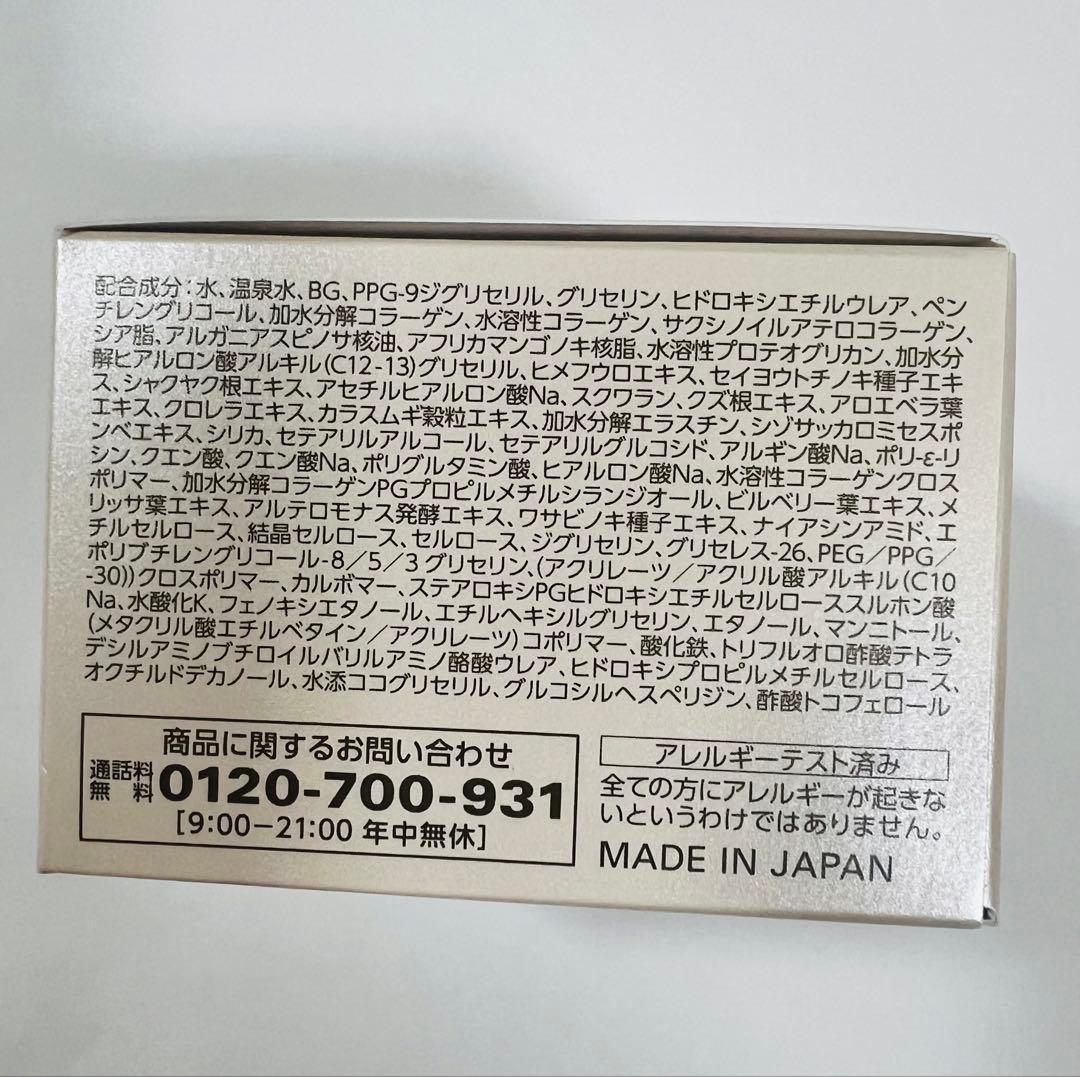 配合成分：水、温泉水、BG、PPG-9ジグリセリル、グリセリン、ヒドロキシエチルウレア、ペン
チレングリコール、加水分解コラーゲン、水溶性コラーゲン、サクシノイルアテロコラーゲン、
シア脂、アルガニアスピノサ核油、アフリカマンゴノキ核脂、水溶性プロテオグリカン、加水分
解ヒアルロン酸アルキル(C12-13)グリセリル、ヒメフウロエキス、セイヨウトチノキ種子エキ
ス、シャクヤク根エキス、アセチルヒアルロン酸Na、スクワラン、クズ根エキス、アロエベラ葉
エキス、クロレラエキス、カラスムギ穀粒エキス、加水分解エラスチン、シゾサッカロミセスポ
ンベエキス、シリカ、セテアリルアルコール、セテアリルグルコシド、アルギン酸Na、ポリ-ε-リ
シン、クエン酸、クエン酸Na、ポリグルタミン酸、ヒアルロン酸Na、水溶性コラーゲンクロス
ポリマー、加水分解コラーゲンPGプロピルメチルシランジオール、ビルベリー葉エキス、メ
リッサ葉エキス、アルテロモナス発酵エキス、ワサビノキ種子エキス、ナイアシンアミド、エ
チルセルロース、結晶セルロース、セルロース、ジグリセリン、グリセレス-26、PEG／PPG／
ポリブチレングリコール-8／5／3グリセリン、(アクリレーツ／アクリル酸アルキル(C10
-30))クロスポリマー、カルボマー、ステアロキシPGヒドロキシエチルセルローススルホン酸
Na、水酸化K、フェノキシエタノール、エチルヘキシルグリセリン、エタノール、マンニトール、
(メタクリル酸エチルベタイン／アクリレーツ)コポリマー、酸化鉄、トリフルオロ酢酸テトラ
デシルアミノブチロイルバリルアミノ酪酸ウレア、ヒドロキシプロピルメチルセルロース、
オクチルドデカノール、水添ココグリセリル、グルコシルヘスペリジン、酢酸トコフェロール
商品に関するお問い合わせ
通話料
無料 0120-700-931
[9:00−21:00 年中無休]
アレルギーテスト済み
全ての方にアレルギーが起きな
いというわけではありません。
MADE IN JAPAN